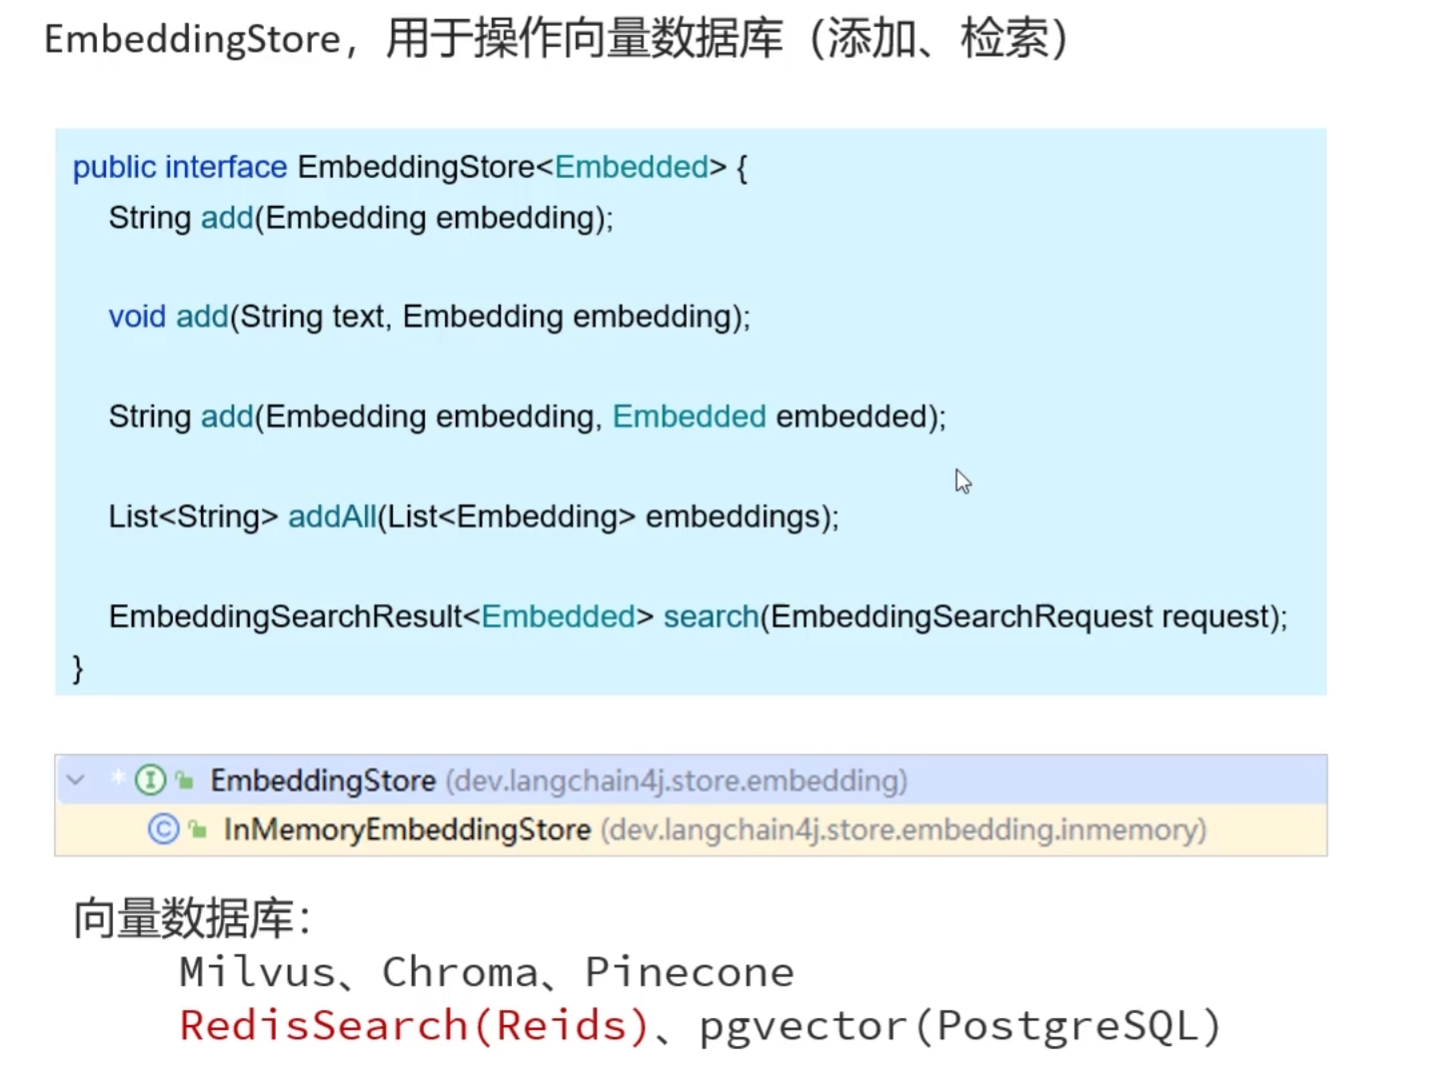 EmbeddingStore，用于操作向量数据库（添加、检索）
public interface EmbeddingStore<Embedded> {
String add(Embedding embedding);
void add(String text, Embedding embedding);
String add(Embedding embedding, Embedded embedded);
List<String> addAll(List<Embedding> embeddings);
EmbeddingSearchResult<Embedded> search(EmbeddingSearchRequest request);
}
EmbeddingStore (dev.langchain4j.store.embedding)
InMemoryEmbeddingStore (dev.langchain4j.store.embedding.inmemory)
向量数据库：
Milvus、Chroma、Pinecone
RedisSearch(Reids)、pgvector(PostgreSQL)